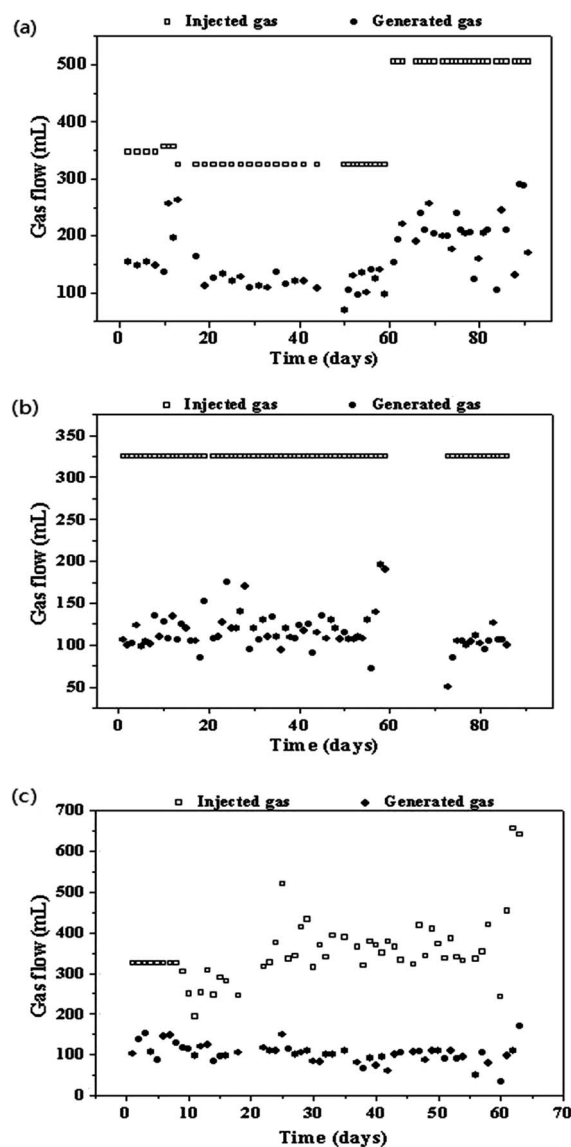 (a)
Injected gas Generated gas
500
400
300
200
100
Gas flow (mL)
0 20 40 60 80
Time (days)
(b)
Injected gas Generated gas
350
300
250
200
150
100
50
Gas flow (mL)
0 20 40 60 80
Time (days)
(c)
Injected gas Generated gas
700
600
500
400
300
200
100
0
Gas flow (mL)
0 10 20 30 40 50 60 70
Time (days)